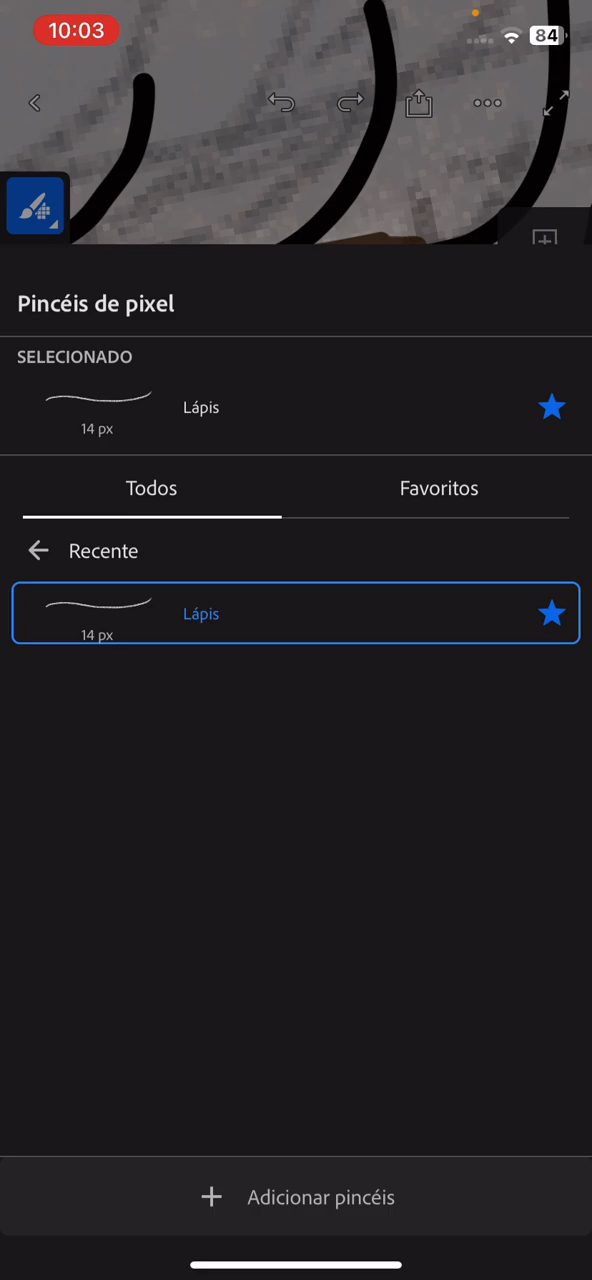 10:03
84
Pincéis de pixel
SELECIONADO
Lápis
14 px
Todos
Favoritos
Recente
Lápis
14 px
Adicionar pincéis